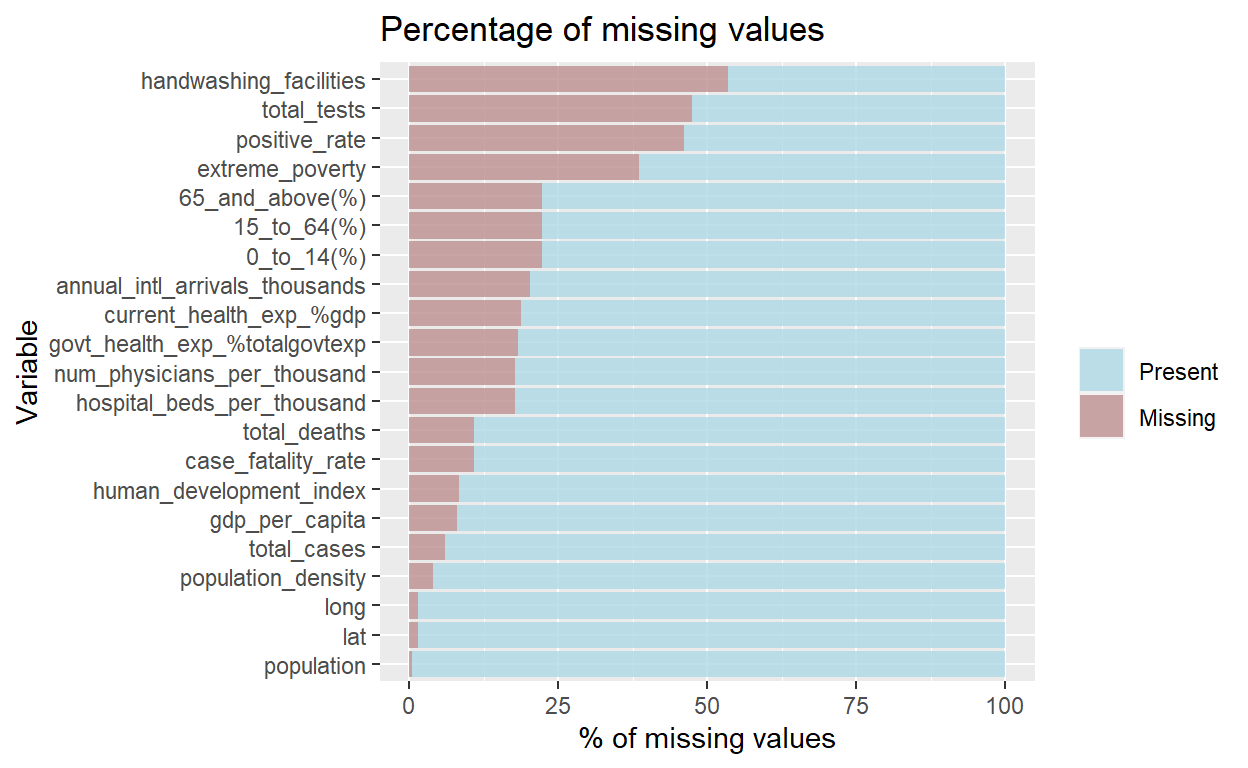 Percentage of missing values
Variable
handwashing_facilities
total_tests
positive_rate
extreme_poverty
65_and_above(%)
15_to_64(%)
0_to_14(%)
annual_intl_arrivals_thousands
current_health_exp_%gdp
govt_health_exp_%totalgovtexp
num_physicians_per_thousand
hospital_beds_per_thousand
total_deaths
case_fatality_rate
human_development_index
gdp_per_capita
total_cases
population_density
long
lat
population
0 25 50 75 100
% of missing values
Present
Missing